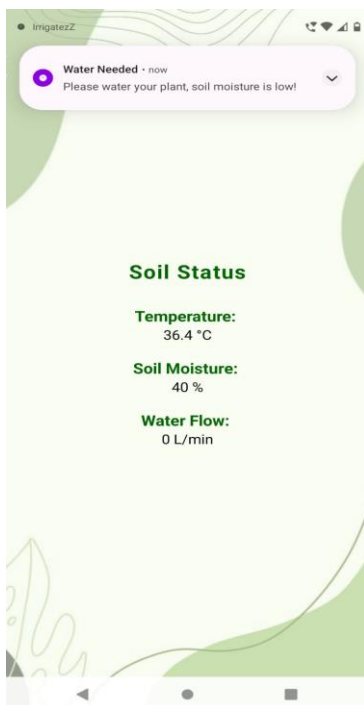 IrrigatezZ
Water Needed • now
Please water your plant, soil moisture is low!
Soil Status
Temperature:
36.4 °C
Soil Moisture:
40 %
Water Flow:
0 L/min